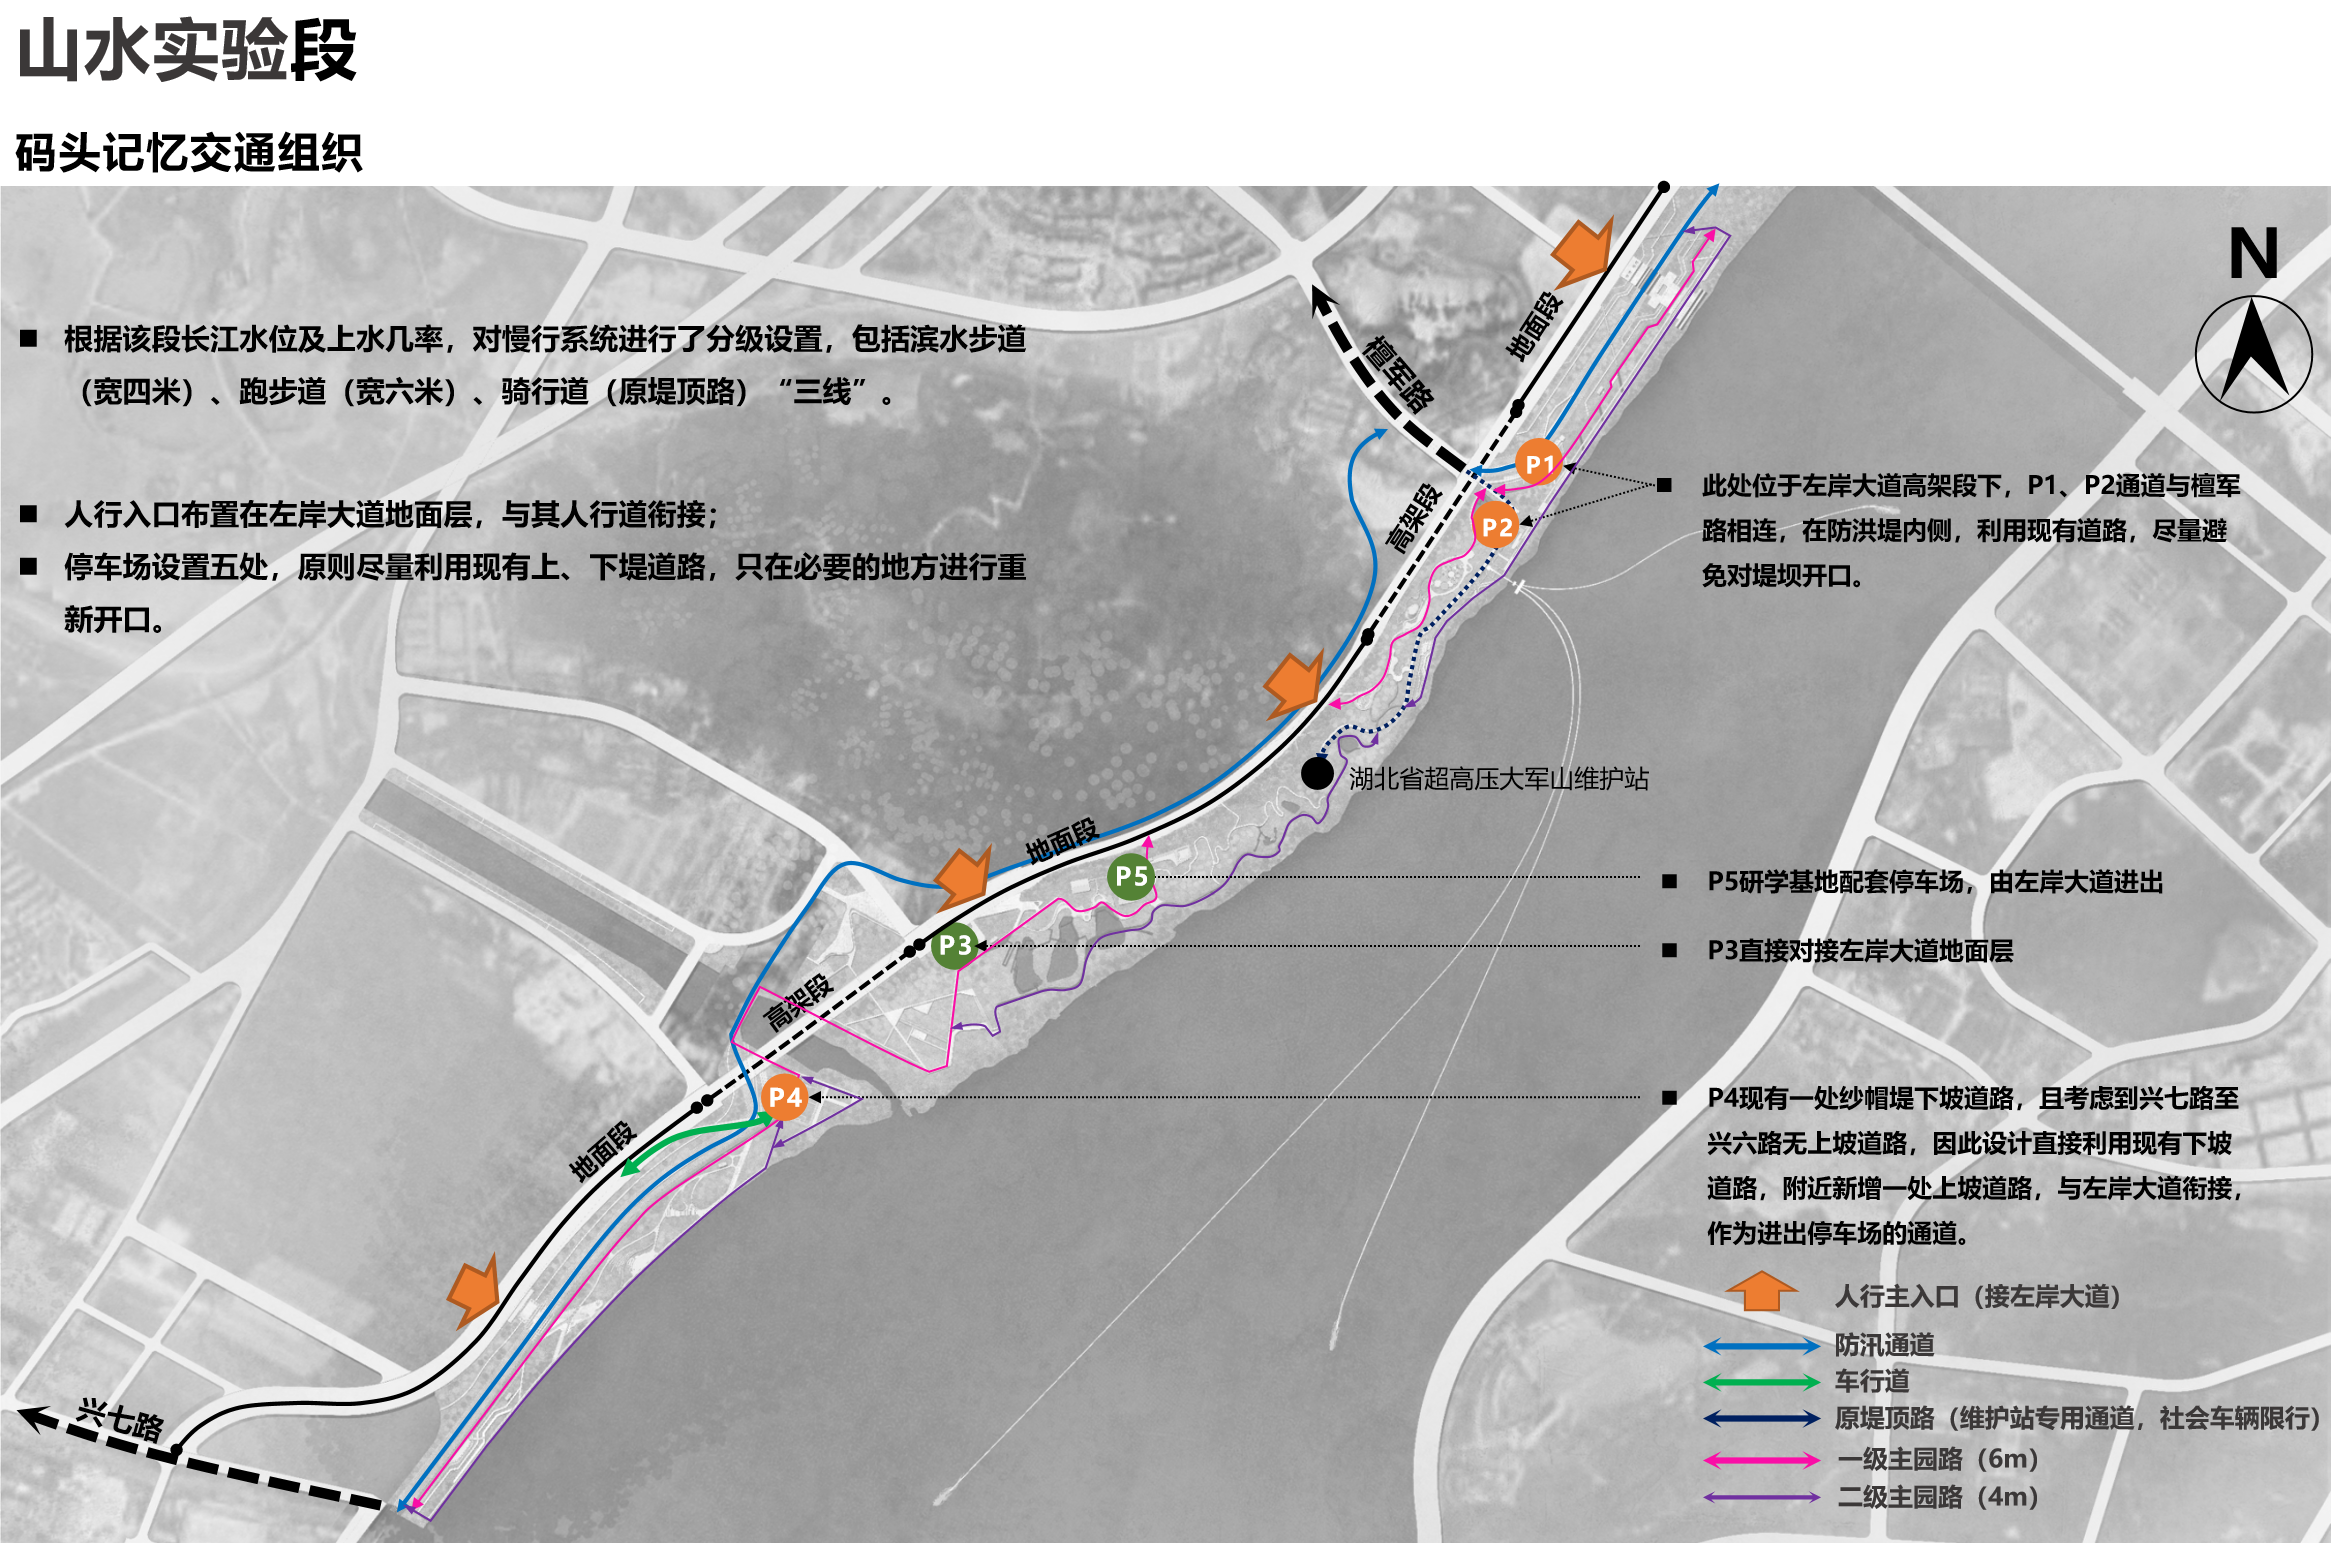 山水实验段
码头记忆交通组织
■ 根据该段长江水位及上水几率，对慢行系统进行了分级设置，包括滨水步道
（宽四米）、跑步道（宽六米）、骑行道（原堤顶路）“三线”。
■ 人行入口布置在左岸大道地面层，与其人行道衔接；
■ 停车场设置五处，原则尽量利用现有上、下堤道路，只在必要的地方进行重
新开口。
N
地面段
檀军路
高架段
P1
P2
■ 此处位于左岸大道高架段下，P1、P2通道与檀军
路相连，在防洪堤内侧，利用现有道路，尽量避
免对堤坝开口。
湖北省超高压大军山维护站
地面段
P5
■ P5研学基地配套停车场，由左岸大道进出
P3
■ P3直接对接左岸大道地面层
高架段
P4
■ P4现有一处纱帽堤下坡道路，且考虑到兴七路至
兴六路无上坡道路，因此设计直接利用现有下坡
道路，附近新增一处上坡道路，与左岸大道衔接，
作为进出停车场的通道。
地面段
兴七路
人行主入口（接左岸大道）
防汛通道
车行道
原堤顶路（维护站专用通道，社会车辆限行）
一级主园路（6m）
二级主园路（4m）